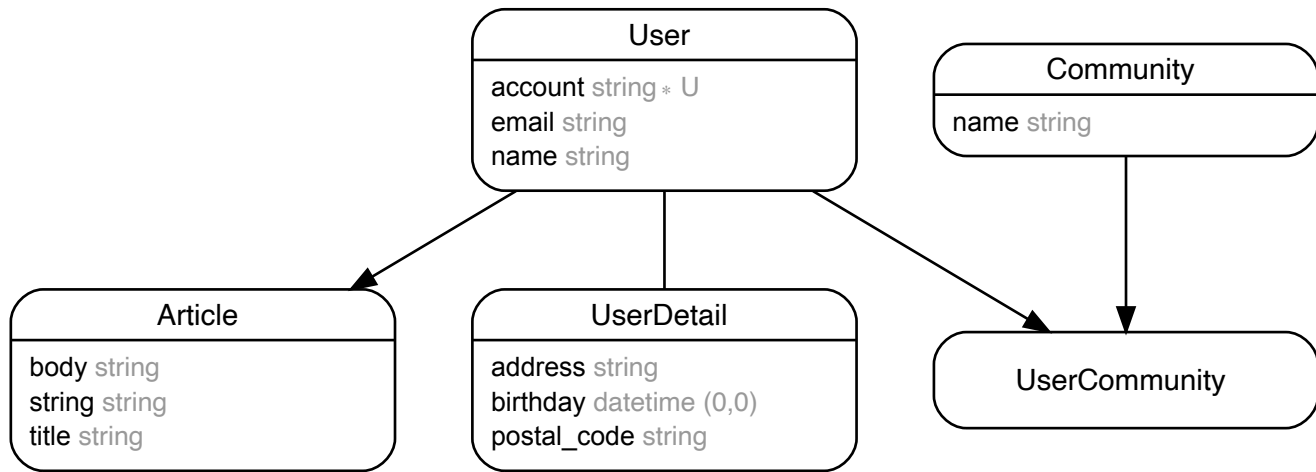 User
account string * U
email string
name string
Community
name string
Article
body string
string string
title string
UserDetail
address string
birthday datetime (0,0)
postal_code string
UserCommunity